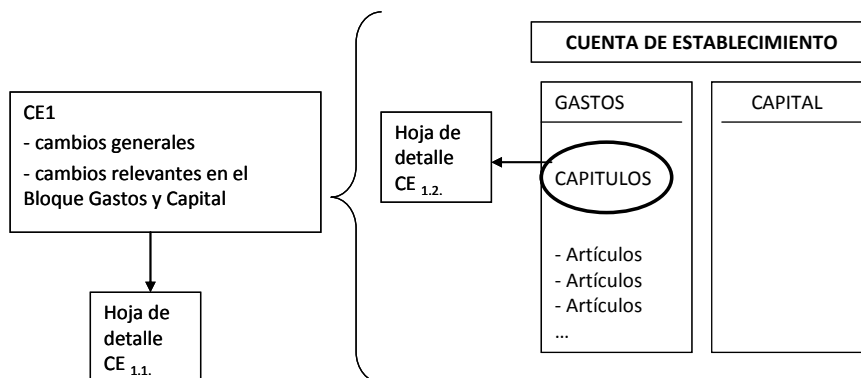 CUENTA DE ESTABLECIMIENTO
CE1
- cambios generales
- cambios relevantes en el
Bloque Gastos y Capital
Hoja de
detalle
CE 1.1.
Hoja de
detalle
CE 1.2.
GASTOS
CAPITULOS
- Artículos
- Artículos
- Artículos
...
CAPITAL